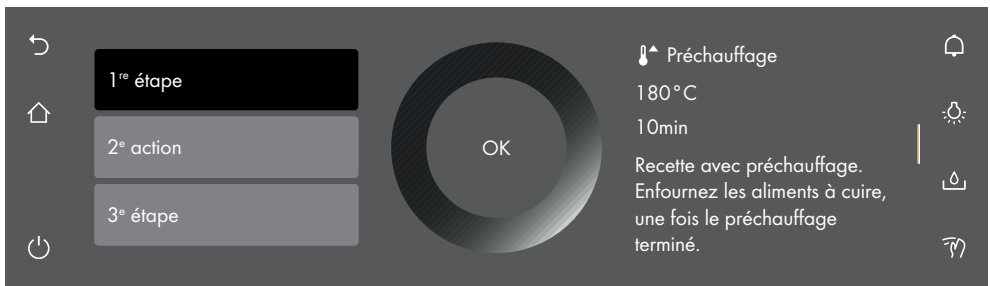 1re étape
2e action
3e étape
OK
Préchauffage
180°C
10min
Recette avec préchauffage.
Enfournez les aliments à cuire,
une fois le préchauffage
terminé.